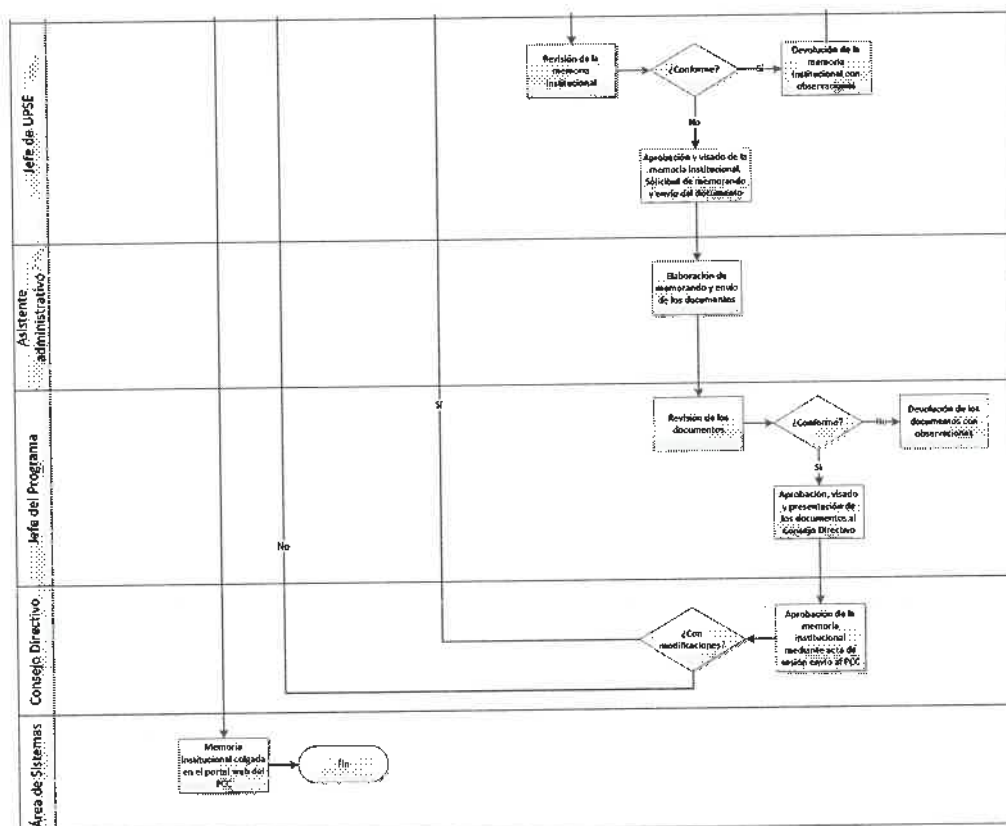 Jefe de UPSE
Revisión de la
memoria
institucional
¿Conforme?
Si
Devolución de la
memoria
institucional con
observaciones
No
Aprobación y visado de la
memoria institucional.
Solicitud de memorando
y envío del documento
Asistente
administrativo
Elaboración de
memorando y envío
de los documentos
Jefe del Programa
Si
Revisión de los
documentos
¿Conforme?
No
Devolución de los
documentos con
observaciones
Si
Aprobación, visado
y presentación de
los documentos al
Consejo Directivo
No
Consejo Directivo
¿Con
modificaciones?
Aprobación de la
memoria
institucional
mediante acta de
sesión envío al PCC
Área de Sistemas
Memoria
institucional colgada
en el portal web del
PCC
Fin